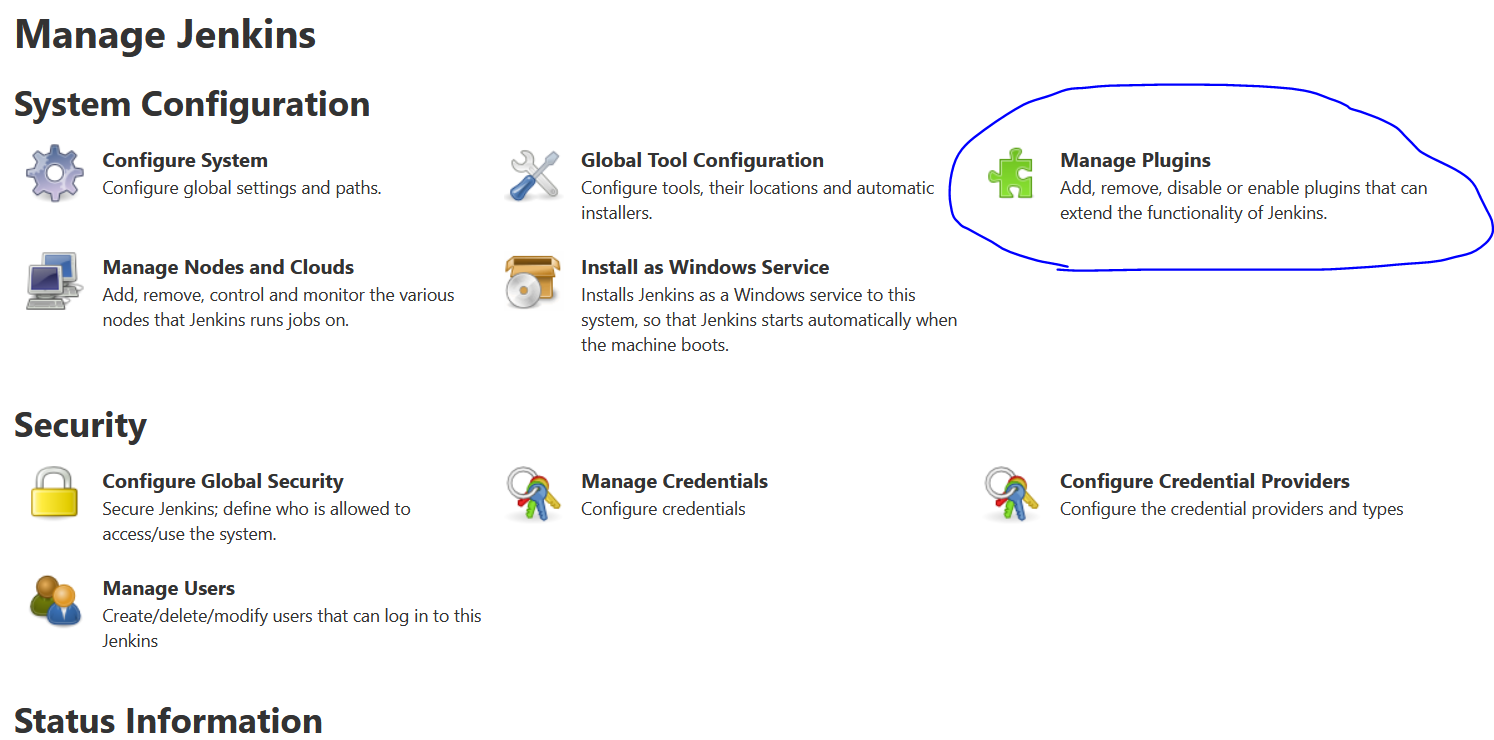 Manage Jenkins
System Configuration
Configure System
Configure global settings and paths.
Global Tool Configuration
Configure tools, their locations and automatic
installers.
Manage Plugins
Add, remove, disable or enable plugins that can
extend the functionality of Jenkins.
Manage Nodes and Clouds
Add, remove, control and monitor the various
nodes that Jenkins runs jobs on.
Install as Windows Service
Installs Jenkins as a Windows service to this
system, so that Jenkins starts automatically when
the machine boots.
Security
Configure Global Security
Secure Jenkins; define who is allowed to
access/use the system.
Manage Credentials
Configure credentials
Configure Credential Providers
Configure the credential providers and types
Manage Users
Create/delete/modify users that can log in to this
Jenkins
Status Information